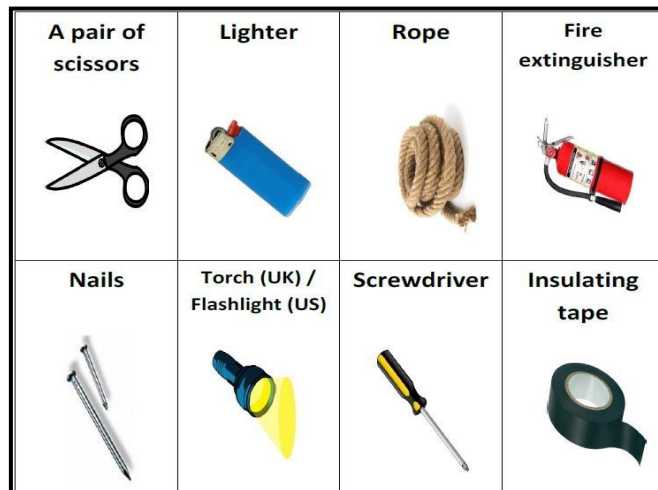 A pair of
scissors
Lighter
Rope
Fire
extinguisher
Nails
Torch (UK) /
Flashlight (US)
Screwdriver
Insulating
tape